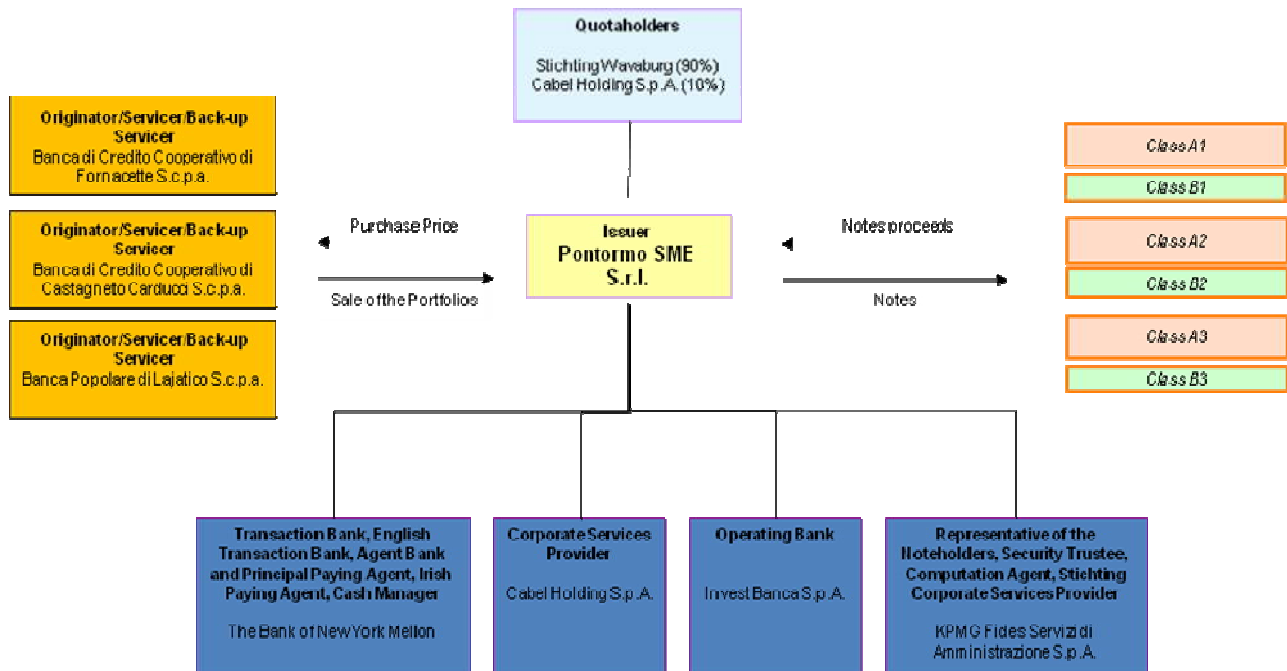 Quotaholders
Stichting Wavaburg (90%)
Cabel Holding S.p.A. (10%)
Originator/Servicer/Back-up
Servicer
Banca di Credito Cooperativo di
Fornacette S.c.p.a.
Originator/Servicer/Back-up
Servicer
Banca di Credito Cooperativo di
Castagneto Carducci S.c.p.a.
Originator/Servicer/Back-up
Servicer
Banca Popolare di Lajatico S.c.p.a.
Purchase Price
Sale of the Portfolios
Issuer
Pontormo SME
S.r.l.
Notes proceeds
Notes
Class A1
Class B1
Class A2
Class B2
Class A3
Class B3
Transaction Bank, English
Transaction Bank, Agent Bank
and Principal Paying Agent, Irish
Paying Agent, Cash Manager
The Bank of New York Mellon
Corporate Services
Provider
Cabel Holding S.p.A.
Operating Bank
Invest Banca S.p.A.
Representative of the
Noteholders, Security Trustee,
Computation Agent, Stichting
Corporate Services Provider
KPMG Fides Servizi di
Amministrazione S.p.A.